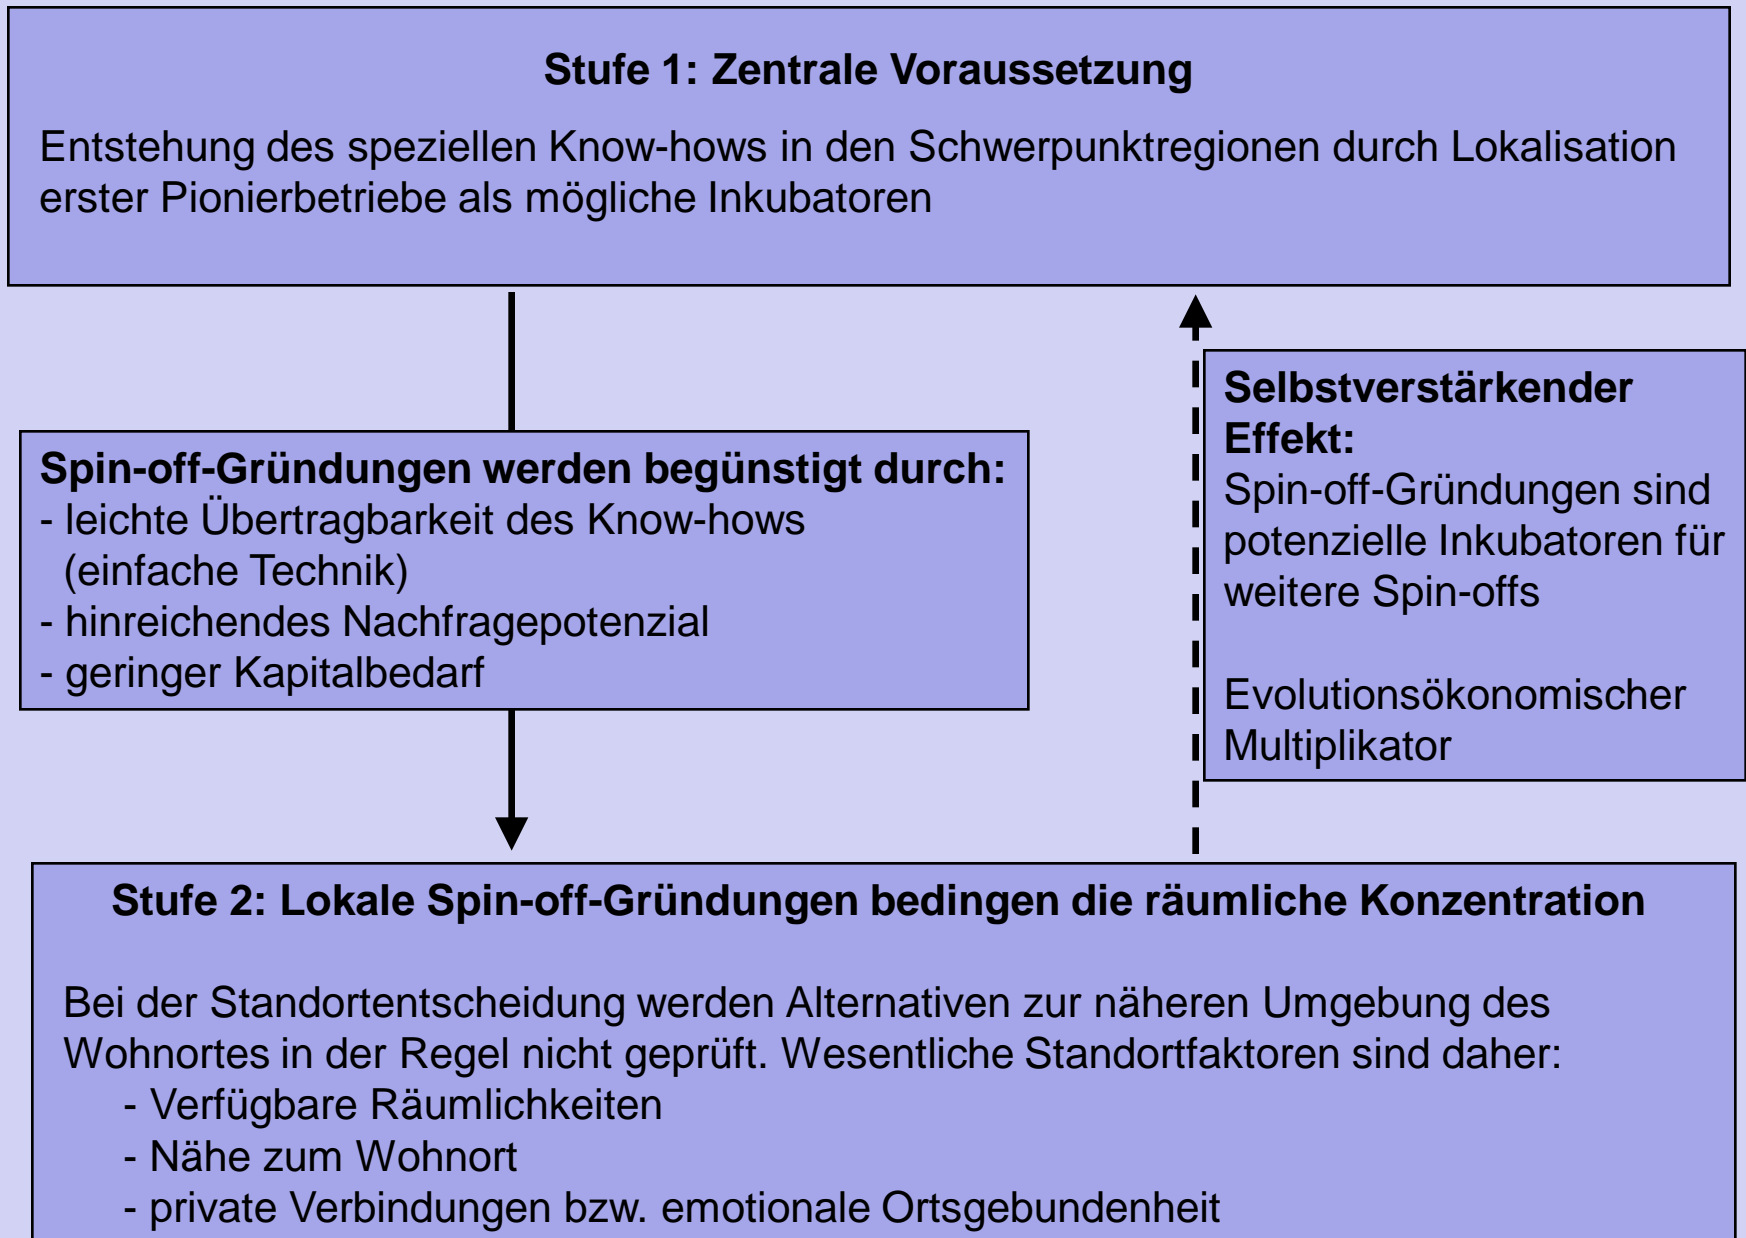 Stufe 1: Zentrale Voraussetzung
Entstehung des speziellen Know-hows in den Schwerpunktregionen durch Lokalisation
erster Pionierbetriebe als mögliche Inkubatoren
Spin-off-Gründungen werden begünstigt durch:
- leichte Übertragbarkeit des Know-hows
(einfache Technik)
- hinreichendes Nachfragepotenzial
- geringer Kapitalbedarf
Selbstverstärkender
Effekt:
Spin-off-Gründungen sind
potenzielle Inkubatoren für
weitere Spin-offs
Evolutionsökonomischer
Multiplikator
Stufe 2: Lokale Spin-off-Gründungen bedingen die räumliche Konzentration
Bei der Standortentscheidung werden Alternativen zur näheren Umgebung des
Wohnortes in der Regel nicht geprüft. Wesentliche Standortfaktoren sind daher:
- Verfügbare Räumlichkeiten
- Nähe zum Wohnort
- private Verbindungen bzw. emotionale Ortsgebundenheit